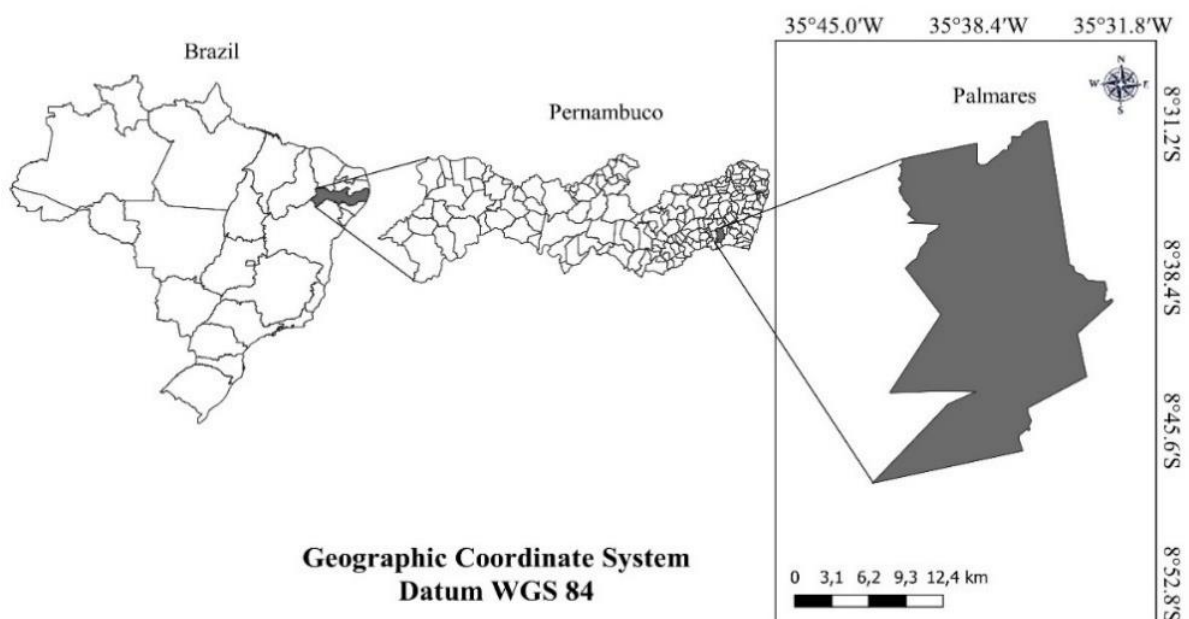 Brazil
Pernambuco
35°45.0'W 35°38.4'W 35°31.8'W
Palmares
N
W E
S
8°31.2'S
8°38.4'S
8°45.6'S
8°52.8'S
Geographic Coordinate System
Datum WGS 84
0 3,1 6,2 9,3 12,4 km